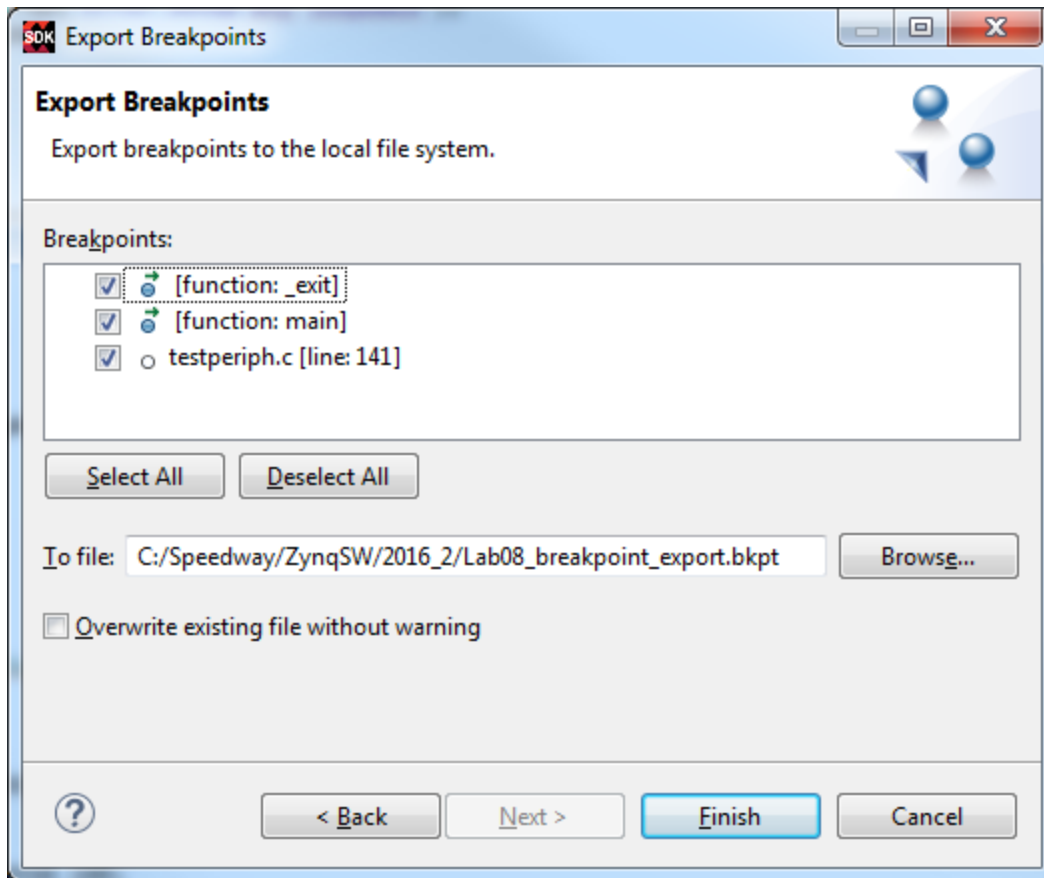 SDK Export Breakpoints
Export Breakpoints
Export breakpoints to the local file system.
Breakpoints:
[function: _exit]
[function: main]
testperiph.c [line: 141]
Select All Deselect All
To file: C:/Speedway/ZynqSW/2016_2/Lab08_breakpoint_export.bkpt Browse...
Overwrite existing file without warning
? < Back Next > Finish Cancel